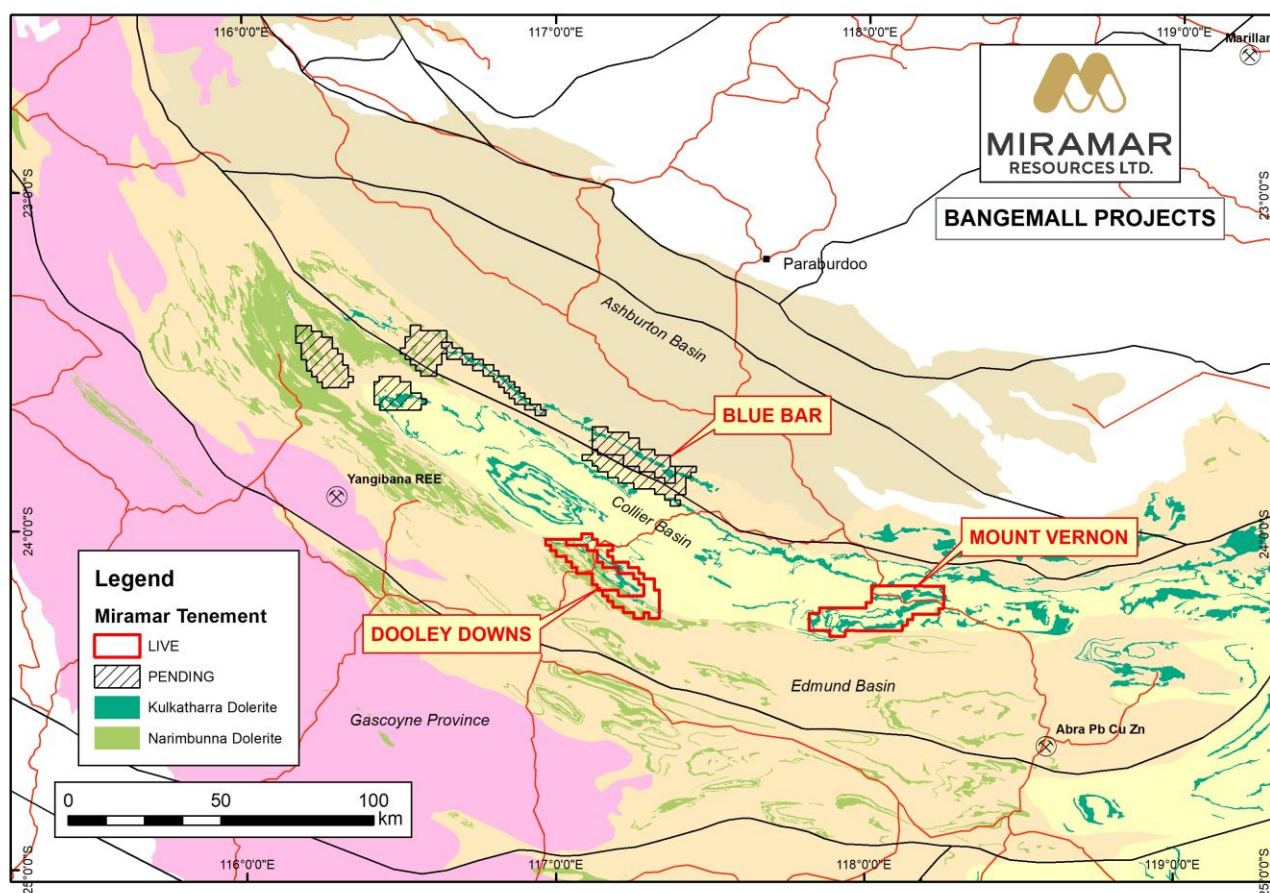 116°0'0"E
117°0'0"E
118°0'0"E
119°0'0"E
Marillan
MIRAMAR
RESOURCES LTD.
BANGEMALL PROJECTS
23°0'0"S
23°0'0"S
Paraburdoo
Ashburton Basin
BLUE BAR
Yangibana REE
Collier Basin
24°0'0"S
24°0'0"S
MOUNT VERNON
DOOLEY DOWNS
Edmund Basin
Gascoyne Province
Abra Pb Cu Zn
Legend
Miramar Tenement
LIVE
PENDING
Kulkatharra Dolerite
Narimbunna Dolerite
0 50 100
km
116°0'0"E
117°0'0"E
118°0'0"E
119°0'0"E
25°0'0"S
25°0'0"S